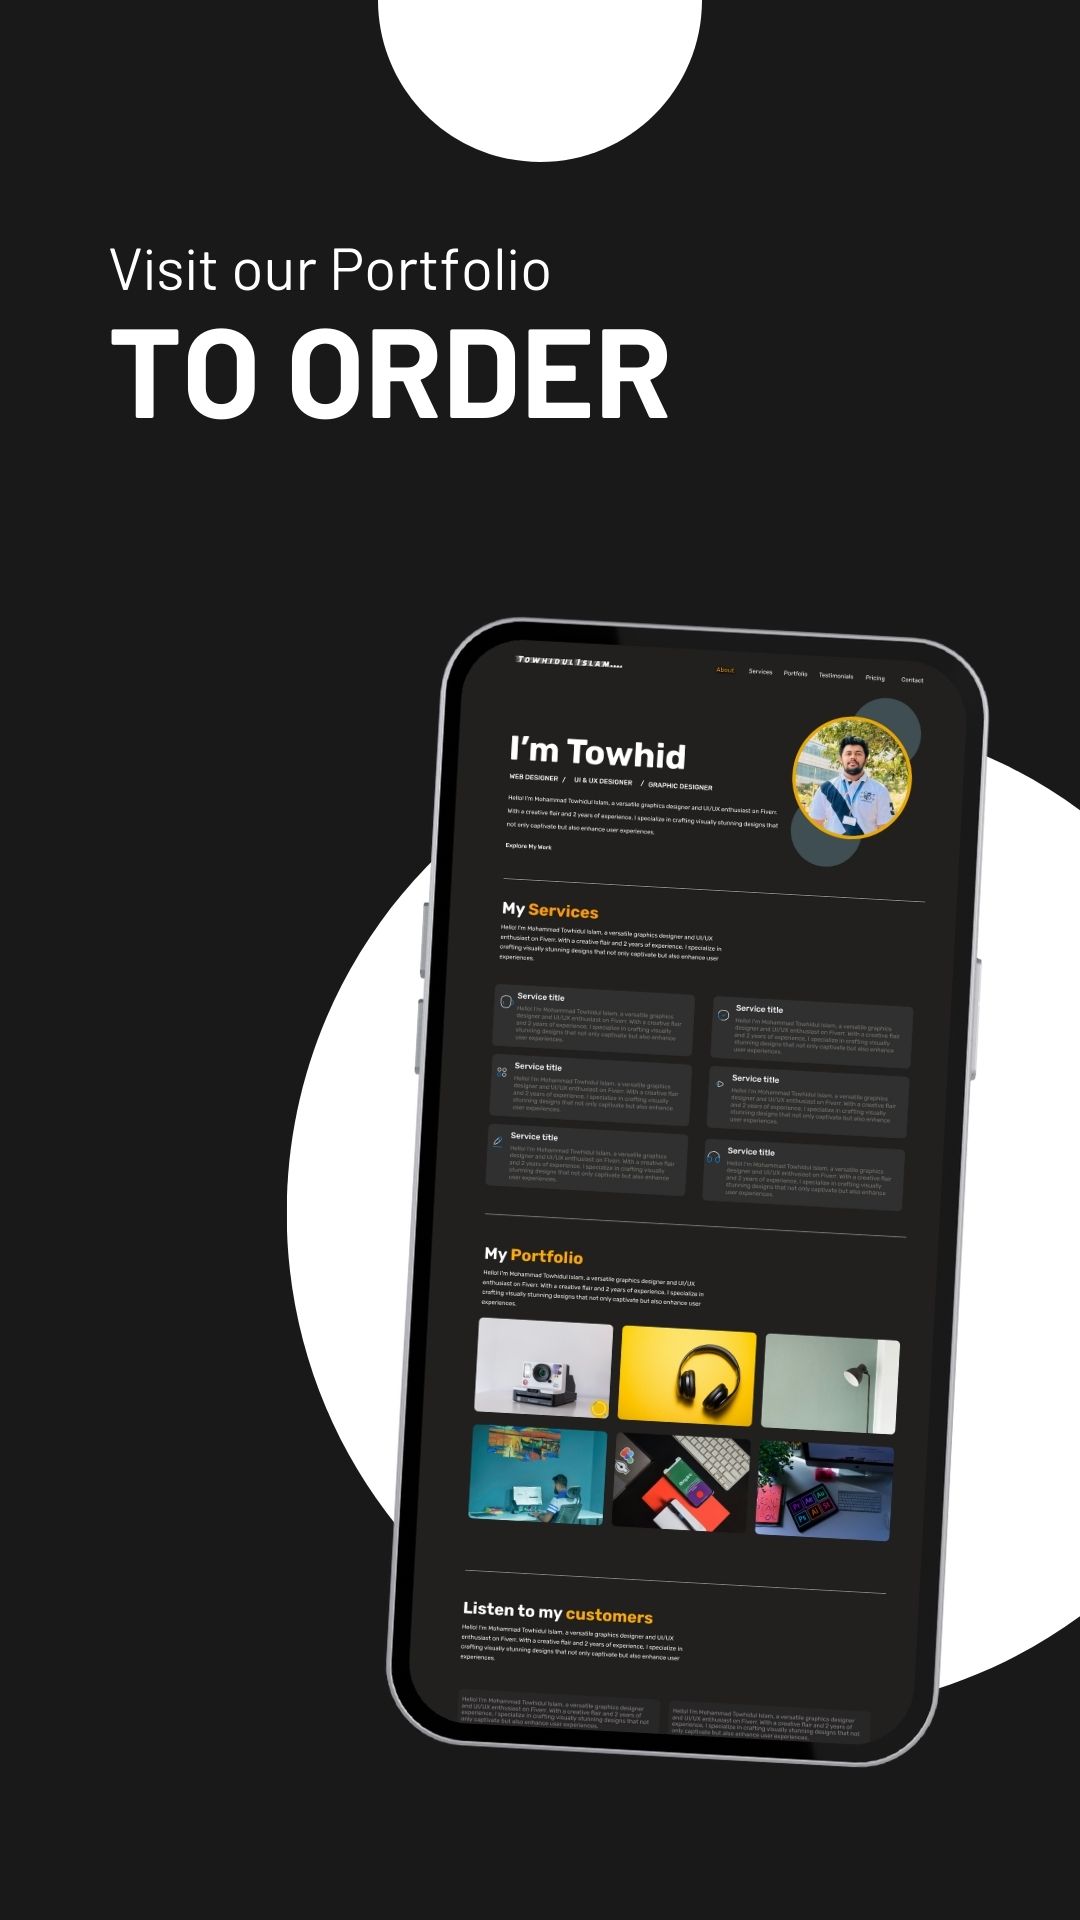 Visit our Portfolio
TO ORDER
TOWHIDUL ISLAM....
About Services Portfolio Testimonials Pricing Contact
I'm Towhid
WEB DESIGNER / UI & UX DESIGNER / GRAPHIC DESIGNER
Hello! I'm Mohammad Towhidul Islam, a versatile graphics designer and UI/UX enthusiast on Fiverr.
With a creative flair and 2 years of experience, I specialize in crafting visually stunning designs that
not only captivate but also enhance user experiences.
Explore My Work
My Services
Hello! I'm Mohammad Towhidul Islam, a versatile graphics designer and UI/UX
enthusiast on Fiverr. With a creative flair and 2 years of experience, I specialize in
crafting visually stunning designs that not only captivate but also enhance user
experiences.
Service title
Hello! I'm Mohammad Towhidul Islam, a versatile graphics
designer and UI/UX enthusiast on Fiverr. With a creative flair
and 2 years of experience, I specialize in crafting visually
stunning designs that not only captivate but also enhance
user experiences.
Service title
Hello! I'm Mohammad Towhidul Islam, a versatile graphics
designer and UI/UX enthusiast on Fiverr. With a creative flair
and 2 years of experience, I specialize in crafting visually
stunning designs that not only captivate but also enhance
user experiences.
Service title
Hello! I'm Mohammad Towhidul Islam, a versatile graphics
designer and UI/UX enthusiast on Fiverr. With a creative flair
and 2 years of experience, I specialize in crafting visually
stunning designs that not only captivate but also enhance
user experiences.
Service title
Hello! I'm Mohammad Towhidul Islam, a versatile graphics
designer and UI/UX enthusiast on Fiverr. With a creative flair
and 2 years of experience, I specialize in crafting visually
stunning designs that not only captivate but also enhance
user experiences.
Service title
Hello! I'm Mohammad Towhidul Islam, a versatile graphics
designer and UI/UX enthusiast on Fiverr. With a creative flair
and 2 years of experience, I specialize in crafting visually
stunning designs that not only captivate but also enhance
user experiences.
Service title
Hello! I'm Mohammad Towhidul Islam, a versatile graphics
designer and UI/UX enthusiast on Fiverr. With a creative flair
and 2 years of experience, I specialize in crafting visually
stunning designs that not only captivate but also enhance
user experiences.
My Portfolio
Hello! I'm Mohammad Towhidul Islam, a versatile graphics designer and UI/UX
enthusiast on Fiverr. With a creative flair and 2 years of experience, I specialize in
crafting visually stunning designs that not only captivate but also enhance user
experiences.
Pr Ae Au
Ps Ai St
Listen to my customers
Hello! I'm Mohammad Towhidul Islam, a versatile graphics designer and UI/UX
enthusiast on Fiverr. With a creative flair and 2 years of experience, I specialize in
crafting visually stunning designs that not only captivate but also enhance user
experiences.
Hello! I'm Mohammad Towhidul Islam, a versatile graphics designer
and UI/UX enthusiast on Fiverr. With a creative flair and 2 years of
experience, I specialize in crafting visually stunning designs that not
only captivate but also enhance user experiences.
Hello! I'm Mohammad Towhidul Islam, a versatile graphics designer
and UI/UX enthusiast on Fiverr. With a creative flair and 2 years of
experience, I specialize in crafting visually stunning designs that not
only captivate but also enhance user experiences.